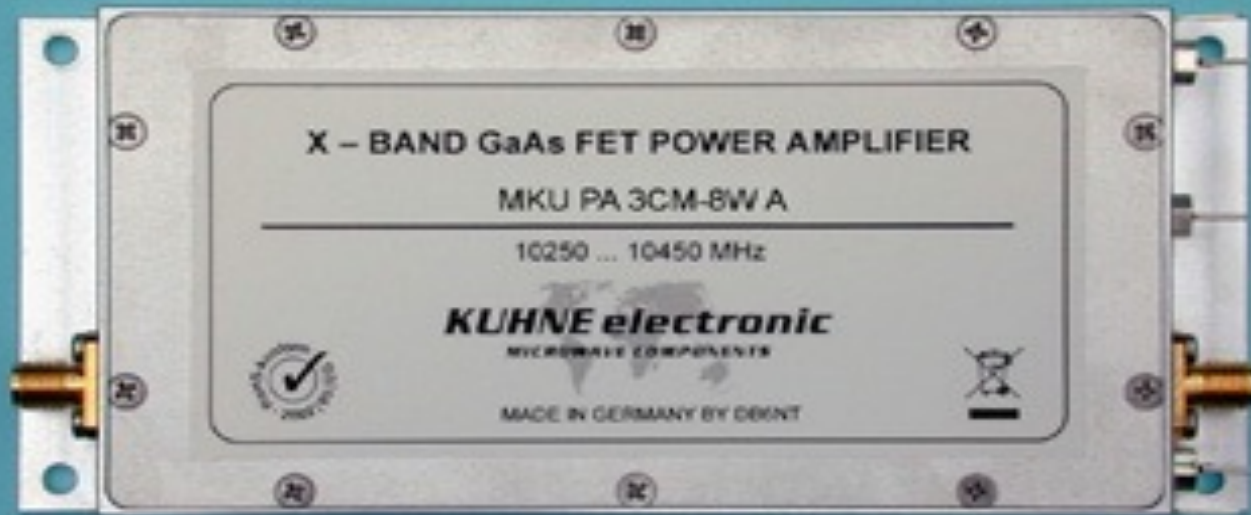 X – BAND GaAs FET POWER AMPLIFIER
MKU PA 3CM-8W A
10250 ... 10450 MHz
KUHNE electronic
MICROWAVE COMPONENTS
MADE IN GERMANY BY DB6NT